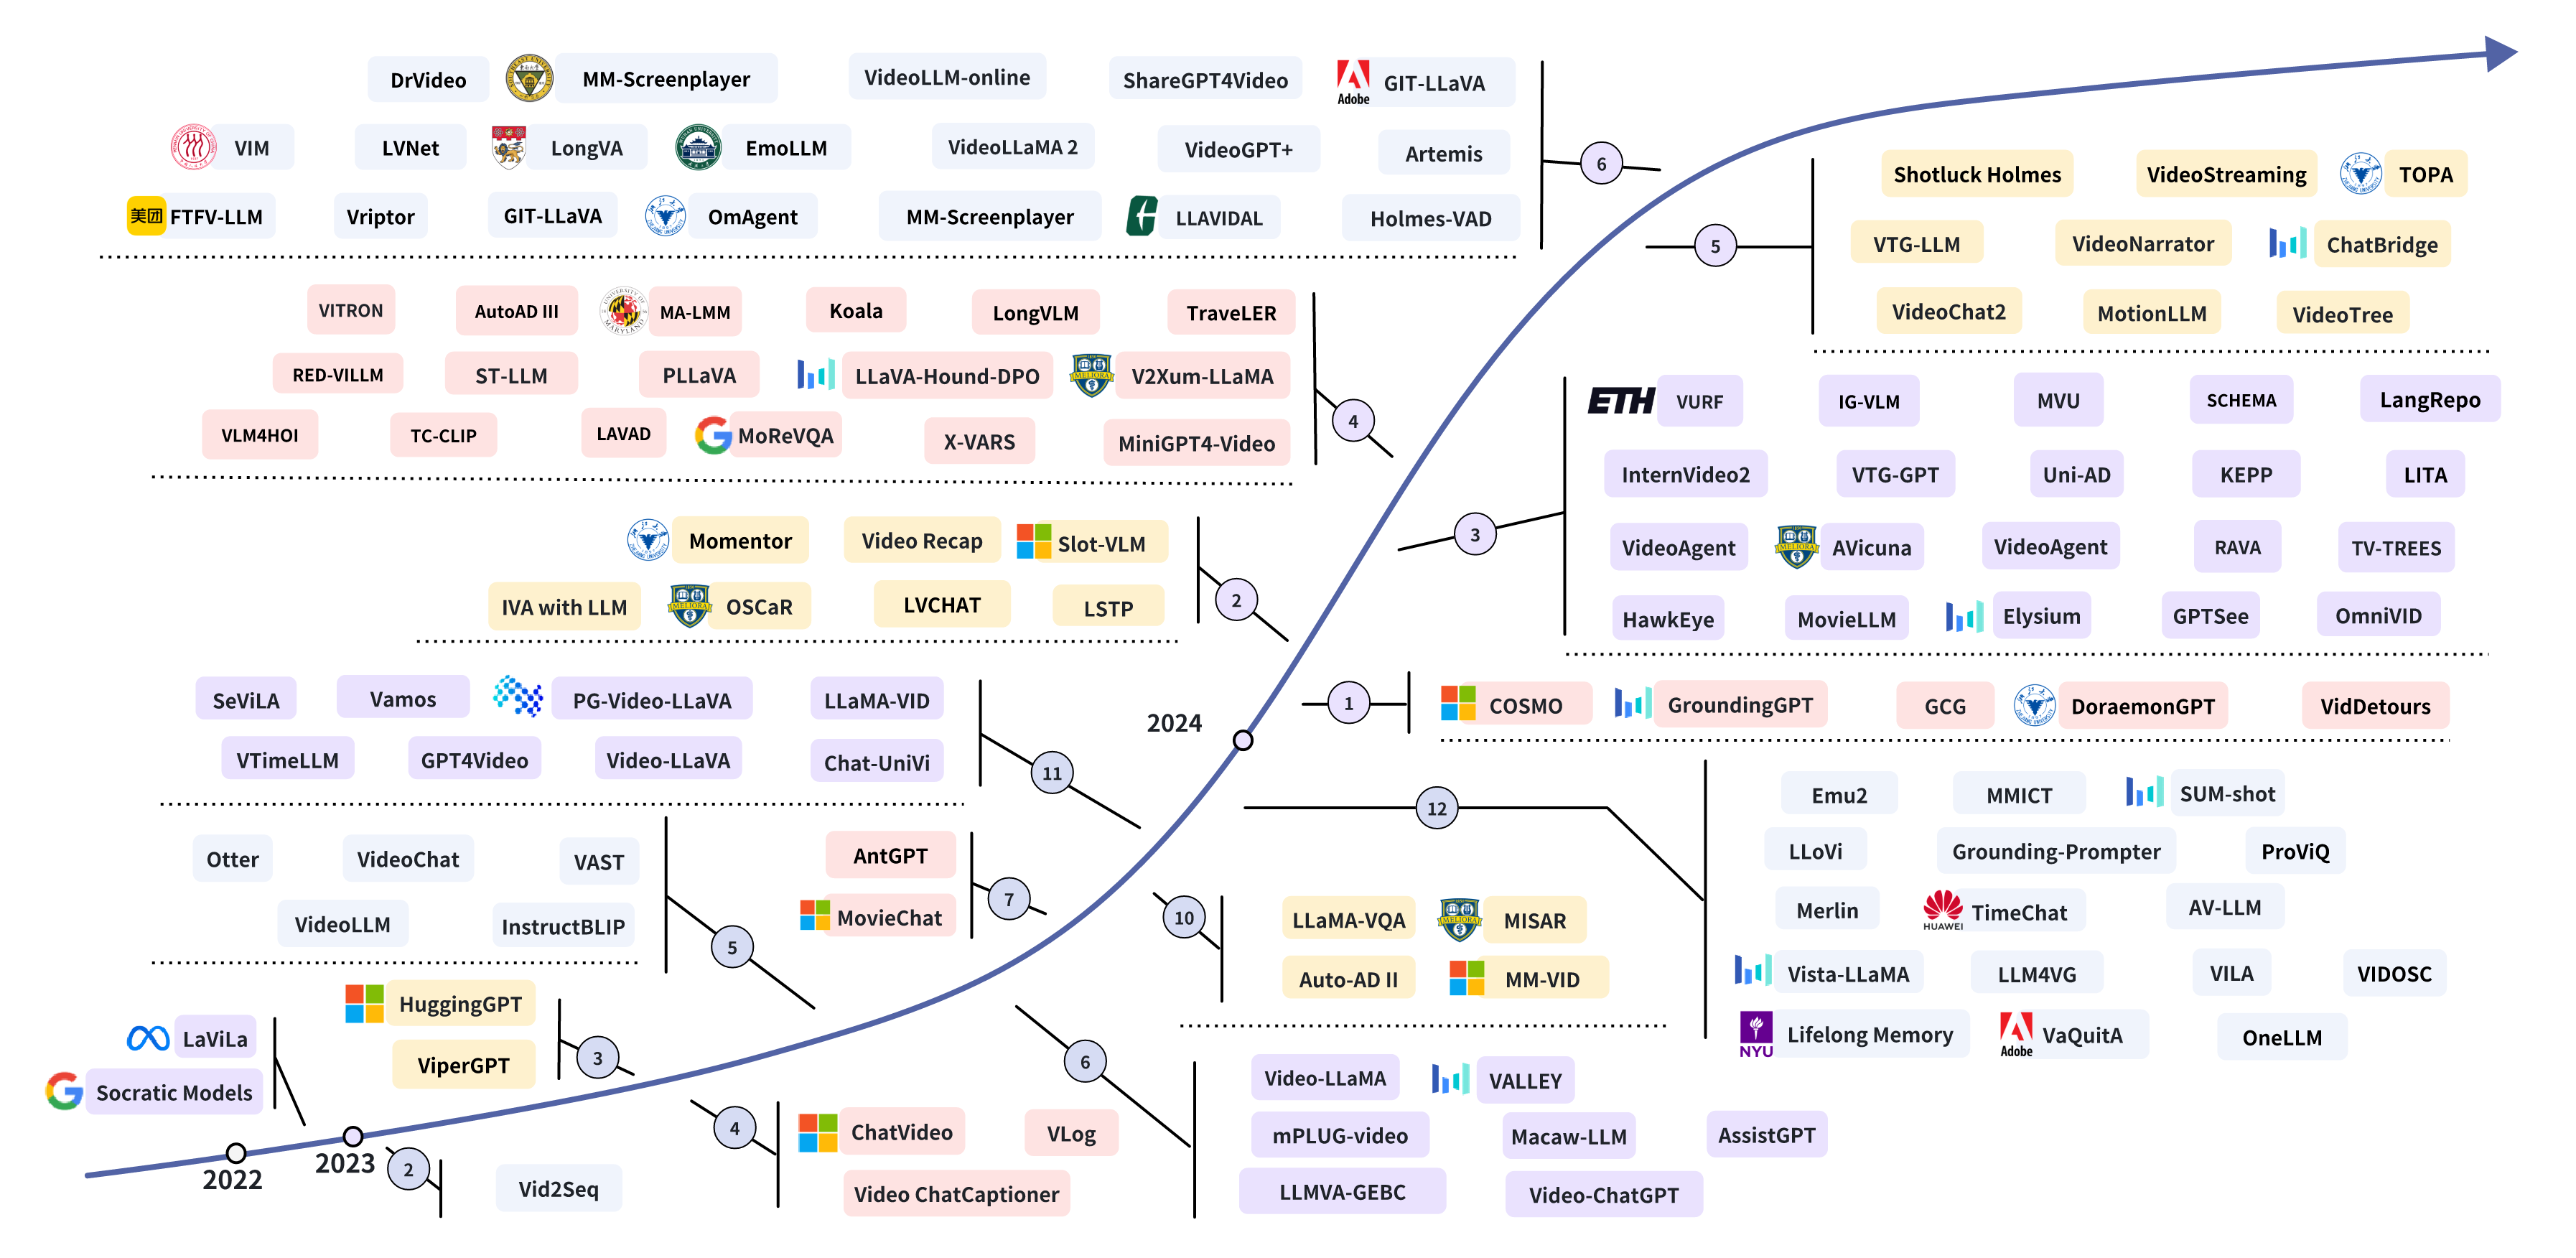 DrVideo
MM-Screenplayer
VideoLLM-online
ShareGPT4Video
Adobe
GIT-LLaVA
VIM
LVNet
LongVA
EmoLLM
VideoLLaMA 2
VideoGPT+
Artemis
美团
FTFV-LLM
Vriptor
GIT-LLaVA
OmAgent
MM-Screenplayer
LLAVIDAL
Holmes-VAD
6
Shotluck Holmes
VideoStreaming
TOPA
VTG-LLM
VideoNarrator
ChatBridge
VideoChat2
MotionLLM
VideoTree
5
VITRON
AutoAD III
MA-LMM
Koala
LongVLM
TraveLER
RED-VILLM
ST-LLM
PLLaVA
LLaVA-Hound-DPO
MELIORA
V2Xum-LLaMA
VLM4HOI
TC-CLIP
LAVAD
MoReVQA
X-VARS
MiniGPT4-Video
4
ETH
VURF
IG-VLM
MVU
SCHEMA
LangRepo
InternVideo2
VTG-GPT
Uni-AD
KEPP
LITA
VideoAgent
MELIORA
AVicuna
VideoAgent
RAVA
TV-TREES
HawkEye
MovieLLM
Elysium
GPTSee
OmniVID
3
Momentor
Video Recap
Slot-VLM
IVA with LLM
MELIORA
OSCaR
LVCHAT
LSTP
2
1
COSMO
GroundingGPT
GCG
DoraemonGPT
VidDetours
2024
SeViLA
Vamos
PG-Video-LLaVA
LLaMA-VID
VTimeLLM
GPT4Video
Video-LLaVA
Chat-UniVi
11
12
Emu2
MMICT
SUM-shot
LLoVi
Grounding-Prompter
ProViQ
Merlin
HUAWEI
TimeChat
AV-LLM
Vista-LLaMA
LLM4VG
VILA
VIDOSC
NYU
Lifelong Memory
Adobe
VaQuitA
OneLLM
Otter
VideoChat
VAST
VideoLLM
InstructBLIP
5
AntGPT
MovieChat
7
10
LLaMA-VQA
MELIORA
MISAR
Auto-AD II
MM-VID
HuggingGPT
ViperGPT
3
LaViLa
Socratic Models
6
Video-LLaMA
VALLEY
mPLUG-video
Macaw-LLM
AssistGPT
LLMVA-GEBC
Video-ChatGPT
4
ChatVideo
VLog
Video ChatCaptioner
2022
2023
2
Vid2Seq